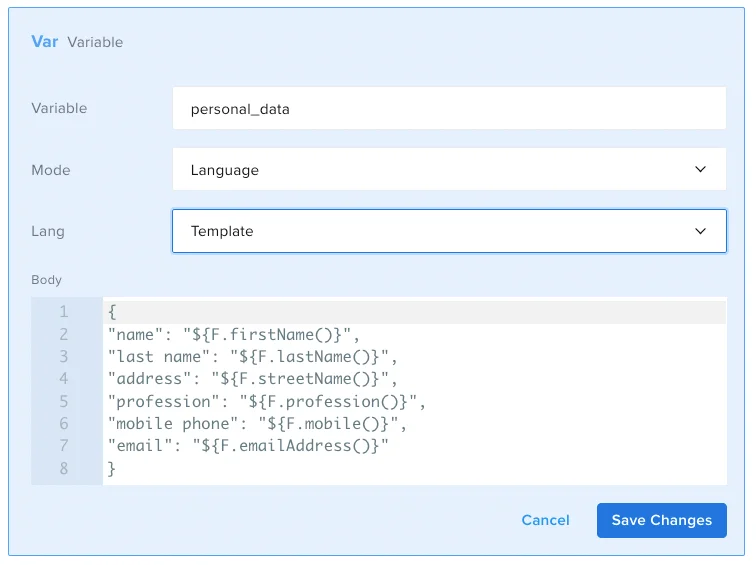 Var Variable
Variable personal_data
Mode Language
Lang Template
Body
1 {
2 "name": "${F.firstName()}",
3 "last name": "${F.lastName()}",
4 "address": "${F.streetName()}",
5 "profession": "${F.profession()}",
6 "mobile phone": "${F.mobile()}",
7 "email": "${F.emailAddress()}"
8 }
Cancel Save Changes